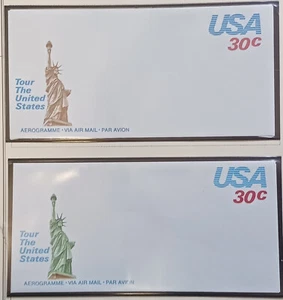 USA
30c
Tour
The
United
States
AEROGRAMME · VIA AIR MAIL · PAR AVION
USA
30c
Tour
The
United
States
AEROGRAMME · VIA AIR MAIL · PAR AVION